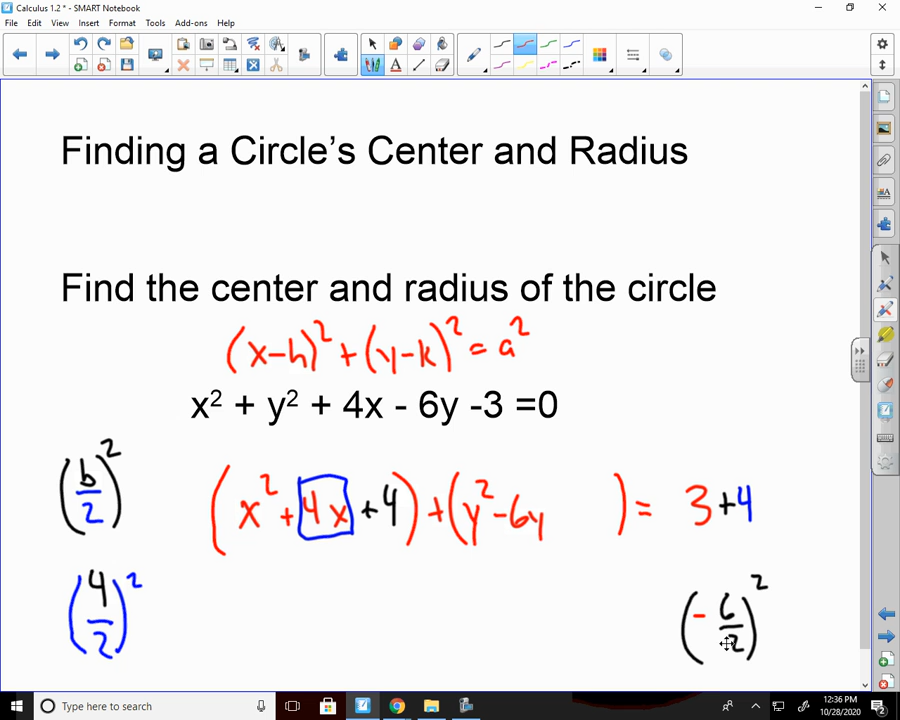 Calculus 1.2 * - SMART Notebook
File Edit View Insert Format Tools Add-ons Help
Finding a Circle's Center and Radius
Find the center and radius of the circle
(x-h)² + (y-k)² = a²
x² + y² + 4x - 6y -3 =0
(b/2)²
(x² + 4x + 4) + (y² - 6y ) = 3 + 4
(4/2)²
(- 6/2)²
Type here to search
12:36 PM
10/28/2020
2